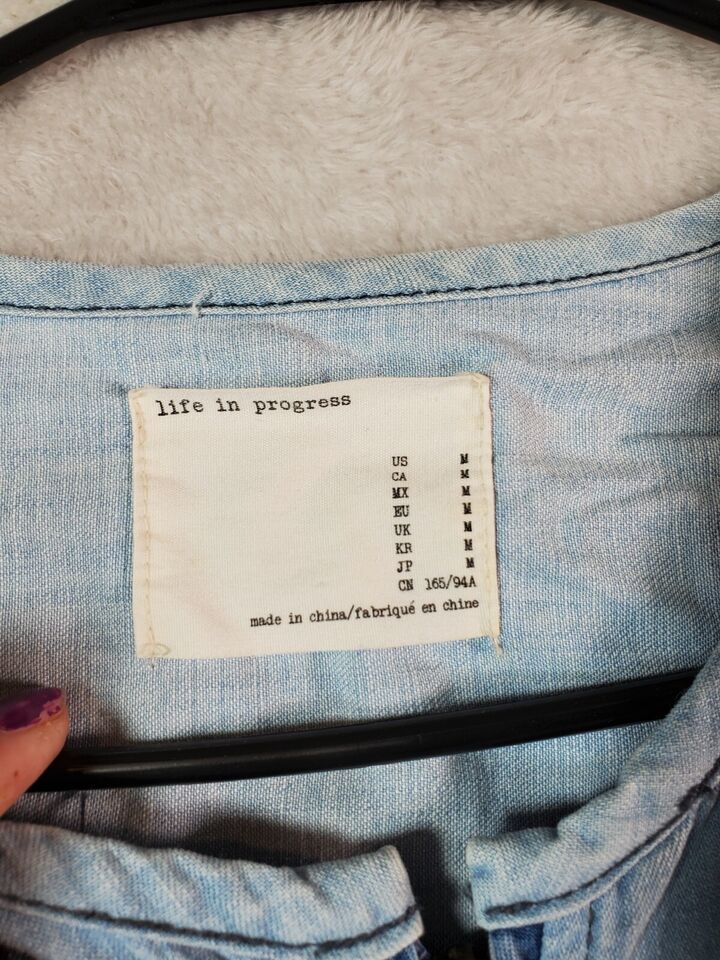 life in progress
US M
CA M
MX M
EU M
UK M
KR M
JP M
CN 165/94A
made in china/fabriqué en chine